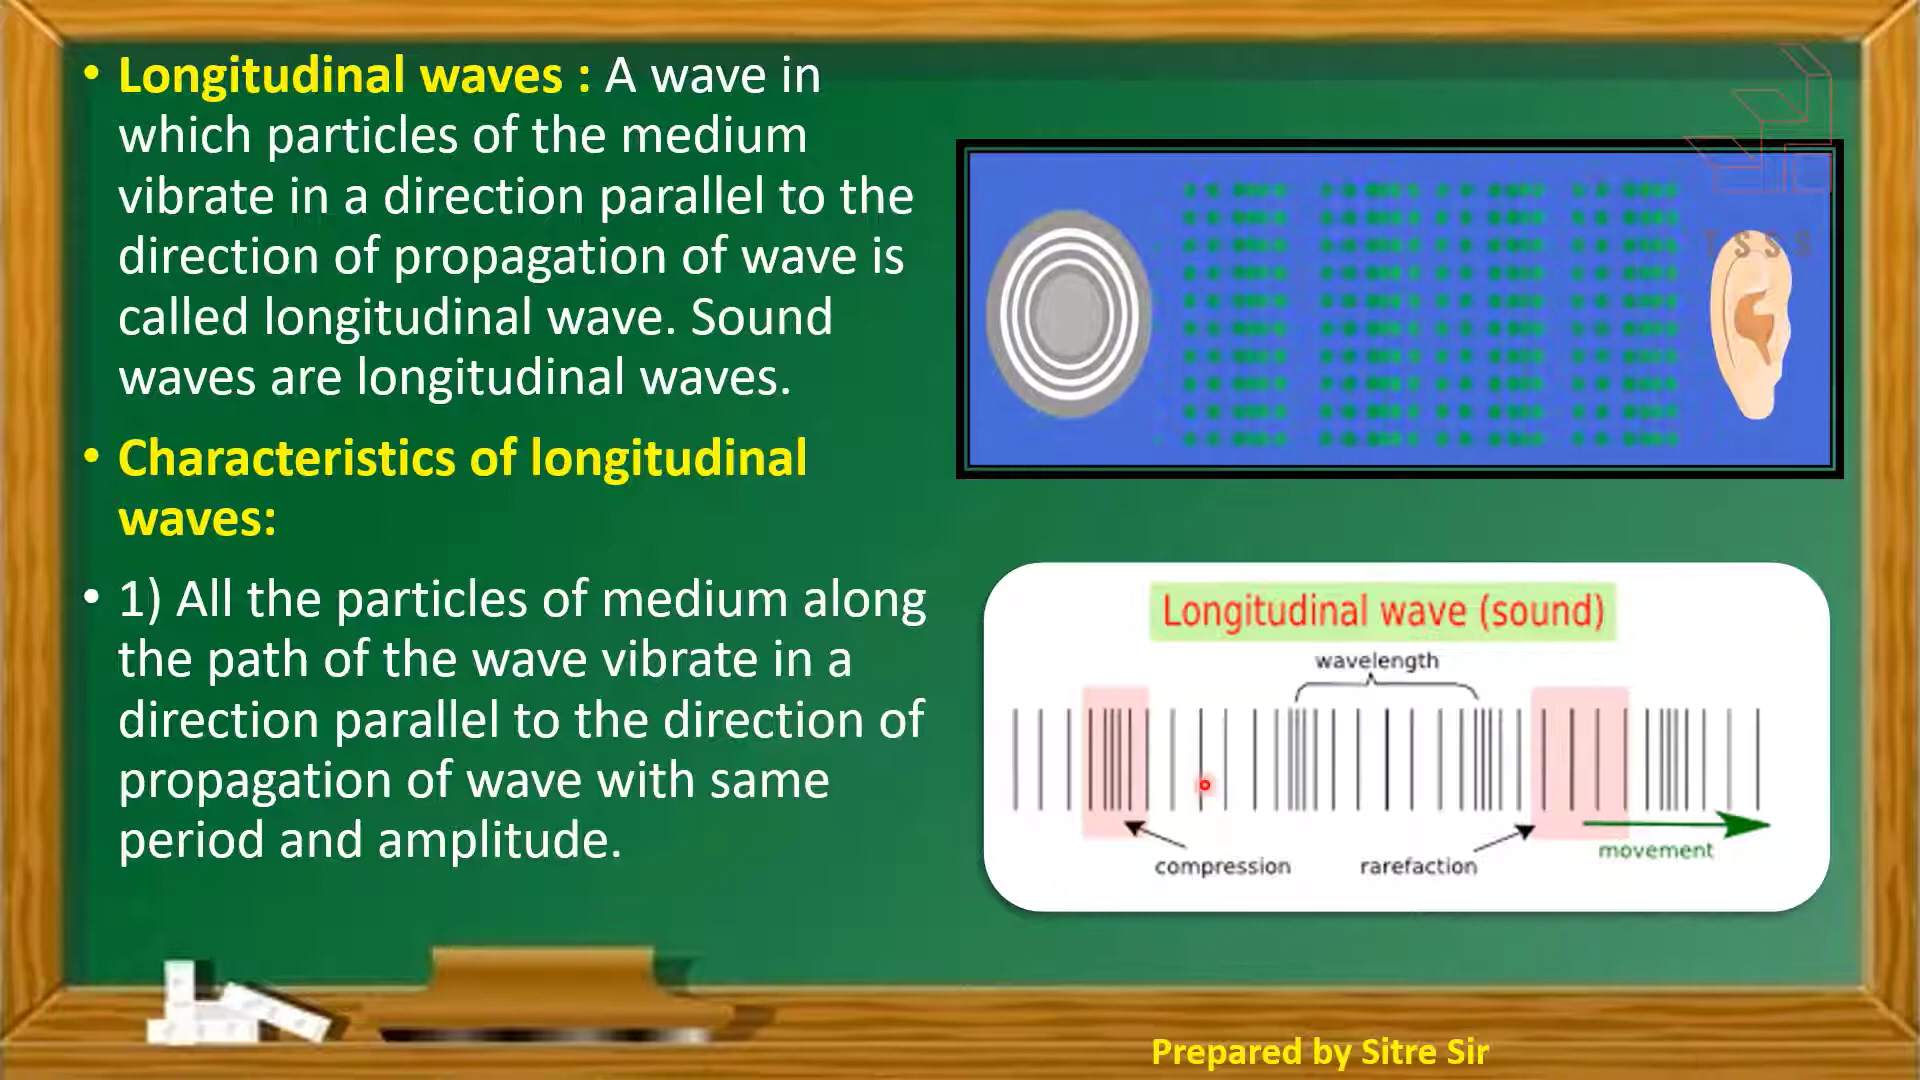 • Longitudinal waves : A wave in
which particles of the medium
vibrate in a direction parallel to the
direction of propagation of wave is
called longitudinal wave. Sound
waves are longitudinal waves.
• Characteristics of longitudinal
waves:
• 1) All the particles of medium along
the path of the wave vibrate in a
direction parallel to the direction of
propagation of wave with same
period and amplitude.
T S S S
Longitudinal wave (sound)
wavelength
compression
rarefaction
movement
Prepared by Sitre Sir